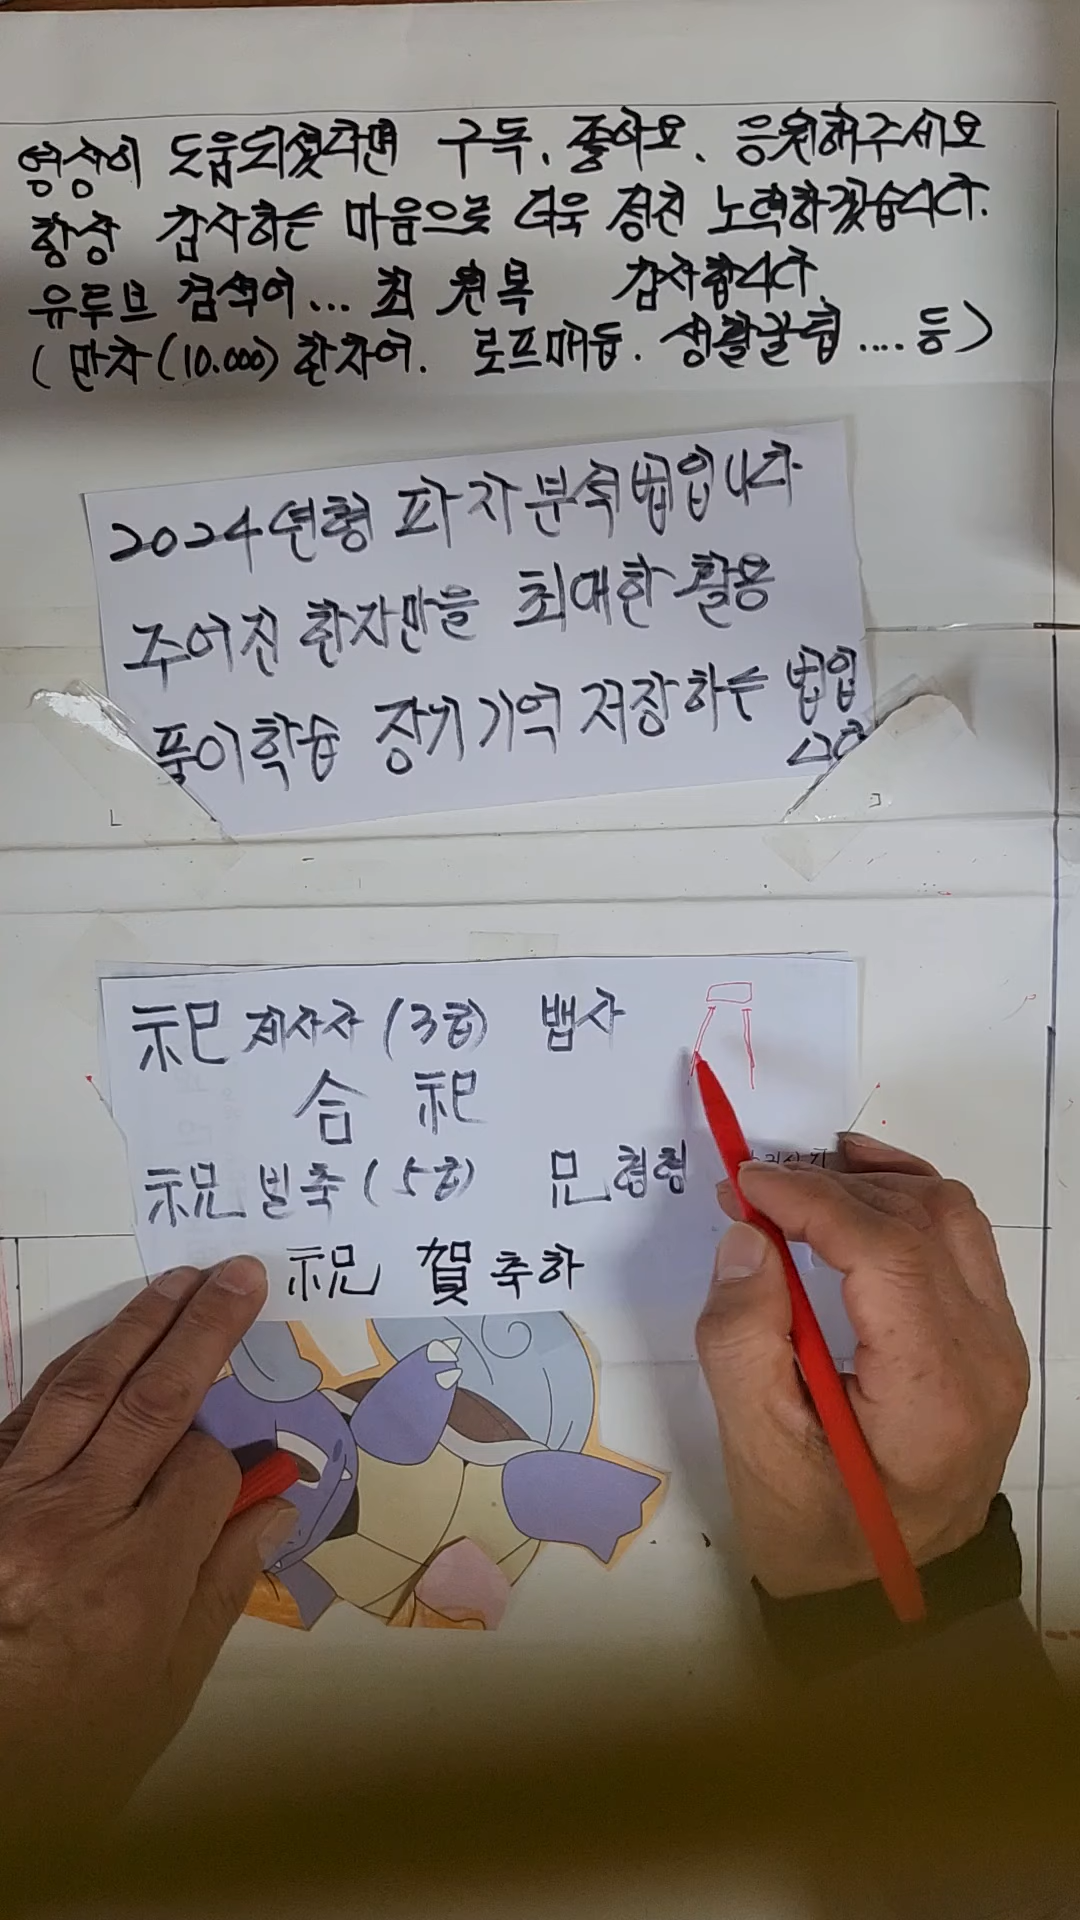 영상이 도움되셨다면 구독, 좋아요, 응원해주세요
항상 감사하는 마음으로 더욱 정진 노력하겠습니다.
유루브 검색어... 최 원복 감사합니다
(만자(10.000) 한자어. 로프매듭. 생활꿀팁 .... 등)
2024년형 파자분석법입니다
주어진 한자만을 최대한 활용
풀이학습 장기기억 저장하는 법입
니다
祀 제사사 (3급) 뱀사
合 祀
祝 빌축 (5급) 兄 형형
祝 賀 축하